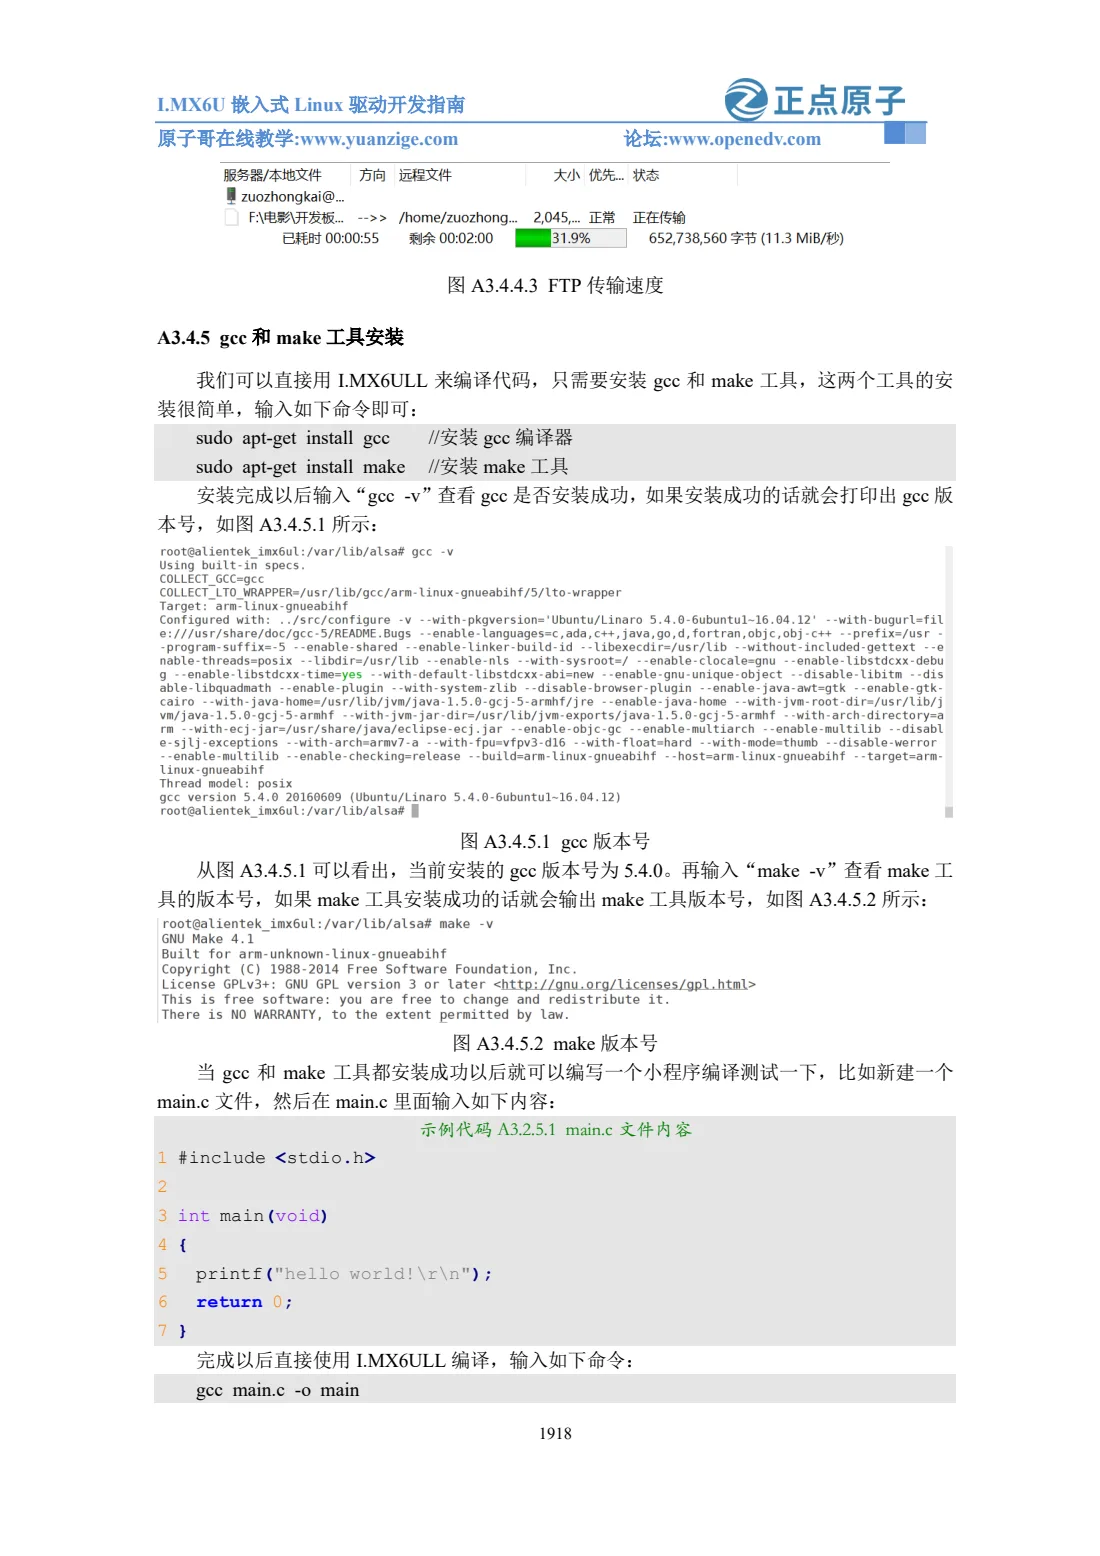 I.MX6U 嵌入式 Linux 驱动开发指南
正点原子
原子哥在线教学:www.yuanzige.com 论坛:www.openedv.com
服务器/本地文件 方向 远程文件 大小 优先... 状态
zuozhongkai@...
F:\电影\开发板... -->> /home/zuozhong... 2,045,... 正常 正在传输
已耗时 00:00:55 剩余 00:02:00 31.9% 652,738,560 字节 (11.3 MiB/秒)
图 A3.4.4.3 FTP 传输速度
A3.4.5 gcc 和 make 工具安装
我们可以直接用 I.MX6ULL 来编译代码，只需要安装 gcc 和 make 工具，这两个工具的安
装很简单，输入如下命令即可：
sudo apt-get install gcc //安装 gcc 编译器
sudo apt-get install make //安装 make 工具
安装完成以后输入“gcc -v”查看 gcc 是否安装成功，如果安装成功的话就会打印出 gcc 版
本号，如图 A3.4.5.1 所示：
root@alientek_imx6ul:/var/lib/alsa# gcc -v
Using built-in specs.
COLLECT_GCC=gcc
COLLECT_LTO_WRAPPER=/usr/lib/gcc/arm-linux-gnueabihf/5/lto-wrapper
Target: arm-linux-gnueabihf
Configured with: ../src/configure -v --with-pkgversion='Ubuntu/Linaro 5.4.0-6ubuntu1~16.04.12' --with-bugurl=fil
e:///usr/share/doc/gcc-5/README.Bugs --enable-languages=c,ada,c++,java,go,d,fortran,objc,obj-c++ --prefix=/usr -
-program-suffix=-5 --enable-shared --enable-linker-build-id --libexecdir=/usr/lib --without-included-gettext --e
nable-threads=posix --libdir=/usr/lib --enable-nls --with-sysroot=/ --enable-clocale=gnu --enable-libstdcxx-debu
g --enable-libstdcxx-time=yes --with-default-libstdcxx-abi=new --enable-gnu-unique-object --disable-libitm --dis
able-libquadmath --enable-plugin --with-system-zlib --disable-browser-plugin --enable-java-awt=gtk --enable-gtk-
cairo --with-java-home=/usr/lib/jvm/java-1.5.0-gcj-5-armhf/jre --enable-java-home --with-jvm-root-dir=/usr/lib/j
vm/java-1.5.0-gcj-5-armhf --with-jvm-jar-dir=/usr/lib/jvm-exports/java-1.5.0-gcj-5-armhf --with-arch-directory=a
rm --with-ecj-jar=/usr/share/java/eclipse-ecj.jar --enable-objc-gc --enable-multiarch --enable-multilib --disabl
e-sjlj-exceptions --with-arch=armv7-a --with-fpu=vfpv3-d16 --with-float=hard --with-mode=thumb --disable-werror
--enable-multilib --enable-checking=release --build=arm-linux-gnueabihf --host=arm-linux-gnueabihf --target=arm-
linux-gnueabihf
Thread model: posix
gcc version 5.4.0 20160609 (Ubuntu/Linaro 5.4.0-6ubuntu1~16.04.12)
root@alientek_imx6ul:/var/lib/alsa#
图 A3.4.5.1 gcc 版本号
从图 A3.4.5.1 可以看出，当前安装的 gcc 版本号为 5.4.0。再输入“make -v”查看 make 工
具的版本号，如果 make 工具安装成功的话就会输出 make 工具版本号，如图 A3.4.5.2 所示：
root@alientek_imx6ul:/var/lib/alsa# make -v
GNU Make 4.1
Built for arm-unknown-linux-gnueabihf
Copyright (C) 1988-2014 Free Software Foundation, Inc.
License GPLv3+: GNU GPL version 3 or later <http://gnu.org/licenses/gpl.html>
This is free software: you are free to change and redistribute it.
There is NO WARRANTY, to the extent permitted by law.
图 A3.4.5.2 make 版本号
当 gcc 和 make 工具都安装成功以后就可以编写一个小程序编译测试一下，比如新建一个
main.c 文件，然后在 main.c 里面输入如下内容：
示例代码 A3.2.5.1 main.c 文件内容
1 #include <stdio.h>
2
3 int main(void)
4 {
5 printf("hello world!\r\n");
6 return 0;
7 }
完成以后直接使用 I.MX6ULL 编译，输入如下命令：
gcc main.c -o main
1918